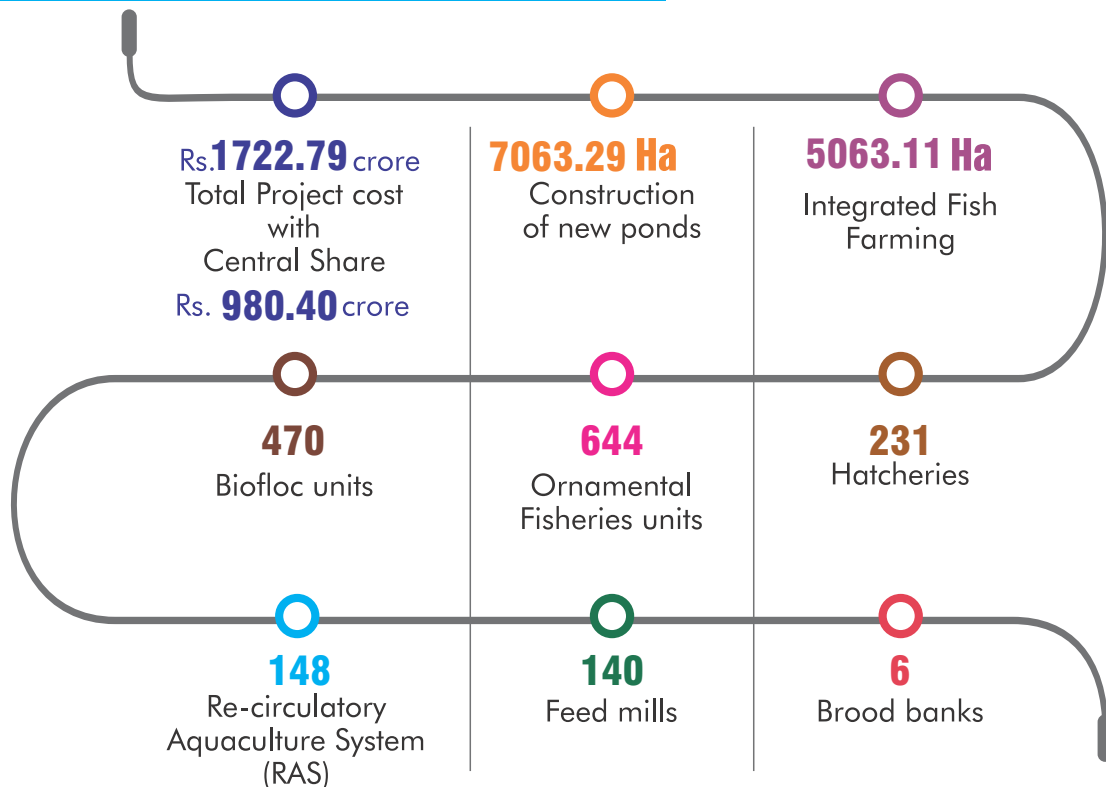 Rs.1722.79 crore
Total Project cost
with
Central Share
Rs. 980.40 crore
7063.29 Ha
Construction
of new ponds
5063.11 Ha
Integrated Fish
Farming
470
Biofloc units
644
Ornamental
Fisheries units
231
Hatcheries
148
Re-circulatory
Aquaculture System
(RAS)
140
Feed mills
6
Brood banks